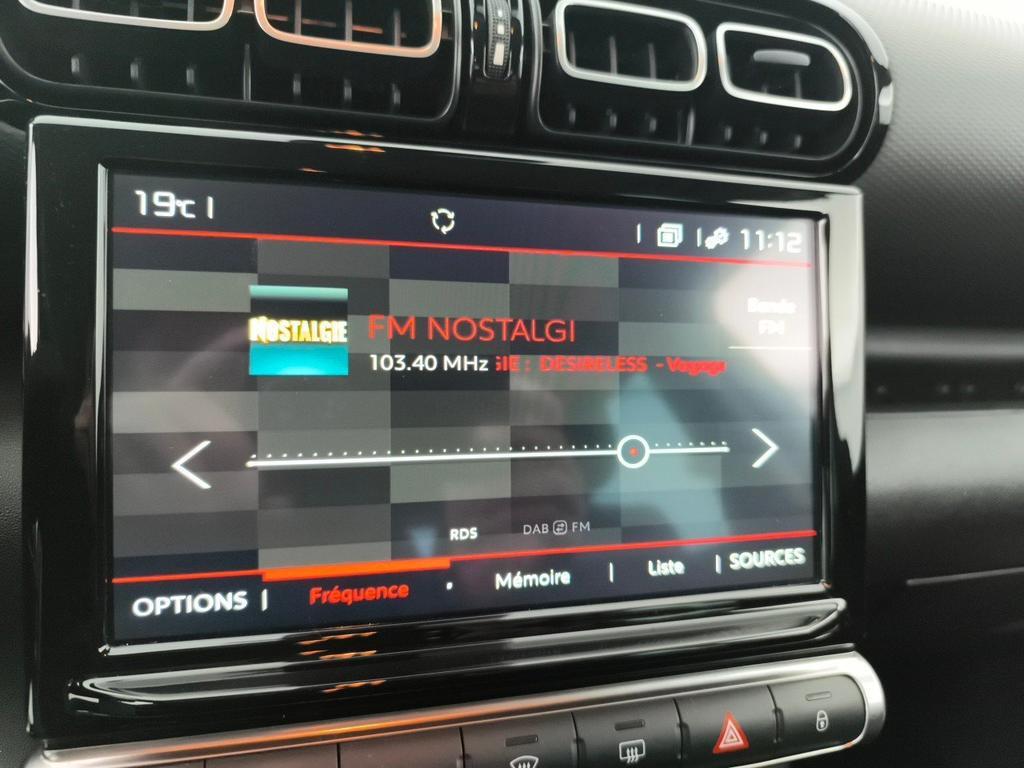 19°C
11:12
Bande
FM
NOSTALGIE
FM NOSTALGI
103.40 MHz GIE : DESIRELESS - Voyage
RDS
DAB FM
OPTIONS
Fréquence
Mémoire
Liste
SOURCES